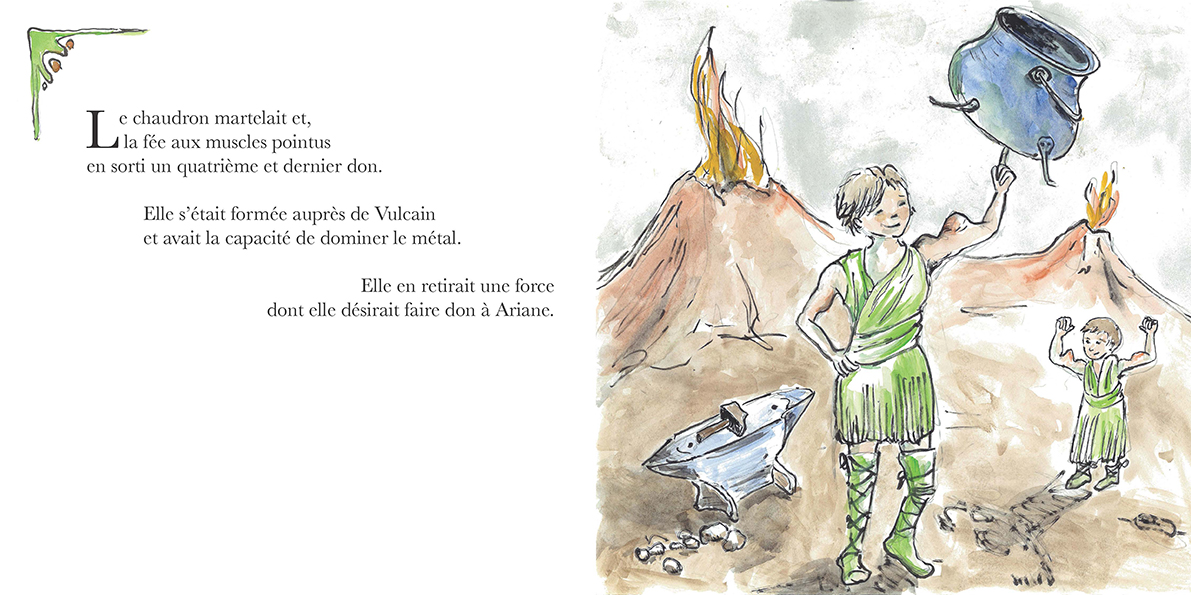 Le chaudron martelait et,
la fée aux muscles pointus
en sorti un quatrième et dernier don.
Elle s’était formée auprès de Vulcain
et avait la capacité de dominer le métal.
Elle en retirait une force
dont elle désirait faire don à Ariane.